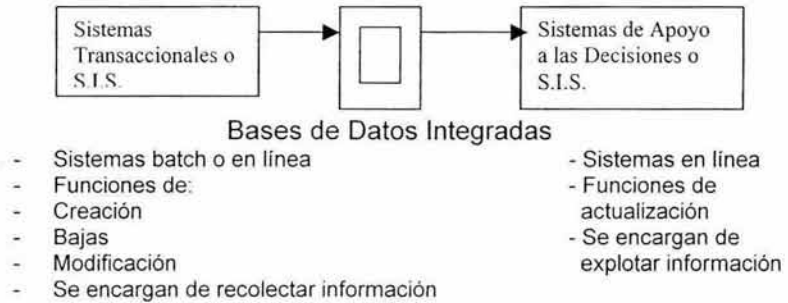 Sistemas
Transaccionales o
S.I.S.
Sistemas de Apoyo
a las Decisiones o
S.I.S.
Bases de Datos Integradas
- Sistemas batch o en línea
- Funciones de:
- Creación
- Bajas
- Modificación
- Se encargan de recolectar información
- Sistemas en línea
- Funciones de
actualización
- Se encargan de
explotar información